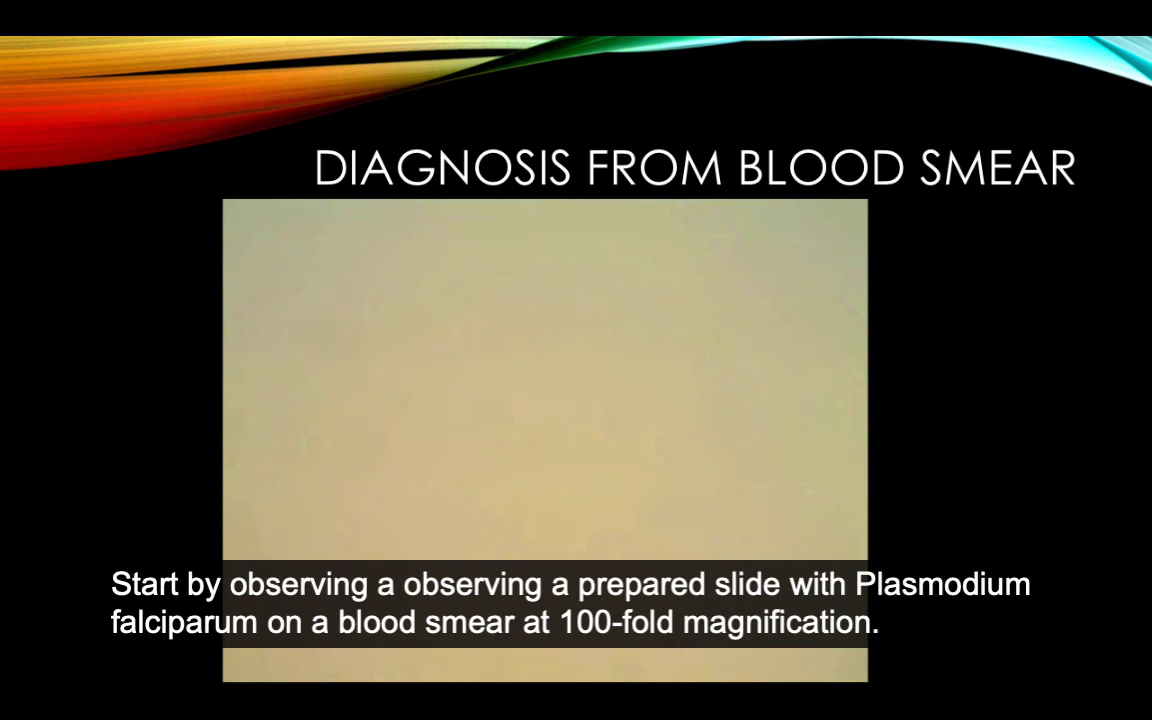 DIAGNOSIS FROM BLOOD SMEAR
Start by observing a observing a prepared slide with Plasmodium
falciparum on a blood smear at 100-fold magnification.